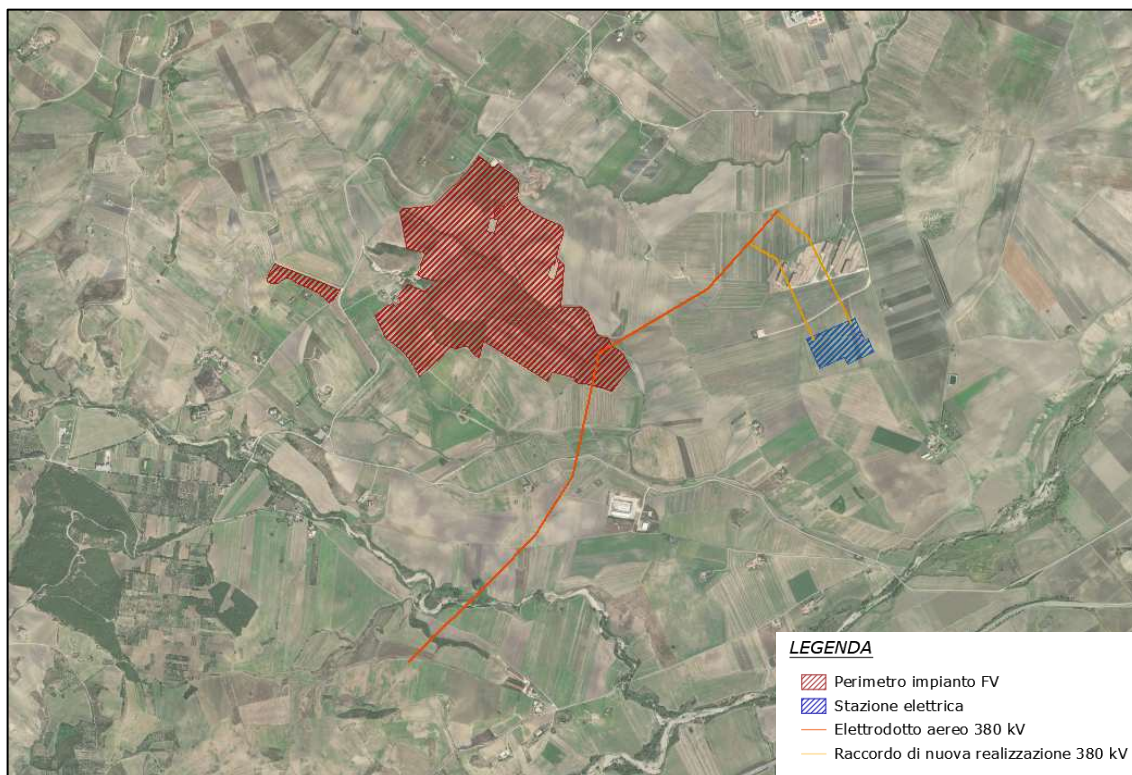 LEGENDA
Perimetro impianto FV
Stazione elettrica
Elettrodotto aereo 380 kV
Raccordo di nuova realizzazione 380 kV